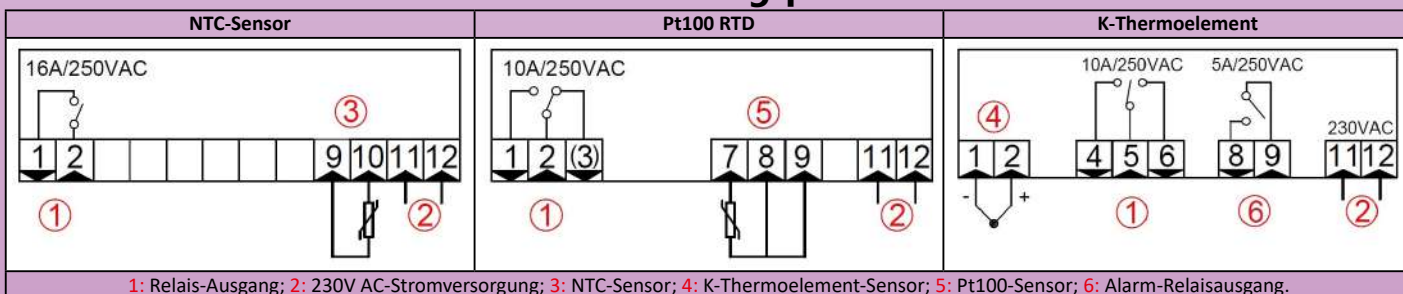 NTC-Sensor
Pt100 RTD
K-Thermoelement
16A/250VAC
③
1 2 9 10 11 12
①
②
10A/250VAC
⑤
1 2 (3) 7 8 9 11 12
①
②
10A/250VAC 5A/250VAC
④
230VAC
1 2 4 5 6 8 9 11 12
- +
①
⑥
②
1: Relais-Ausgang; 2: 230V AC-Stromversorgung; 3: NTC-Sensor; 4: K-Thermoelement-Sensor; 5: Pt100-Sensor; 6: Alarm-Relaisausgang.